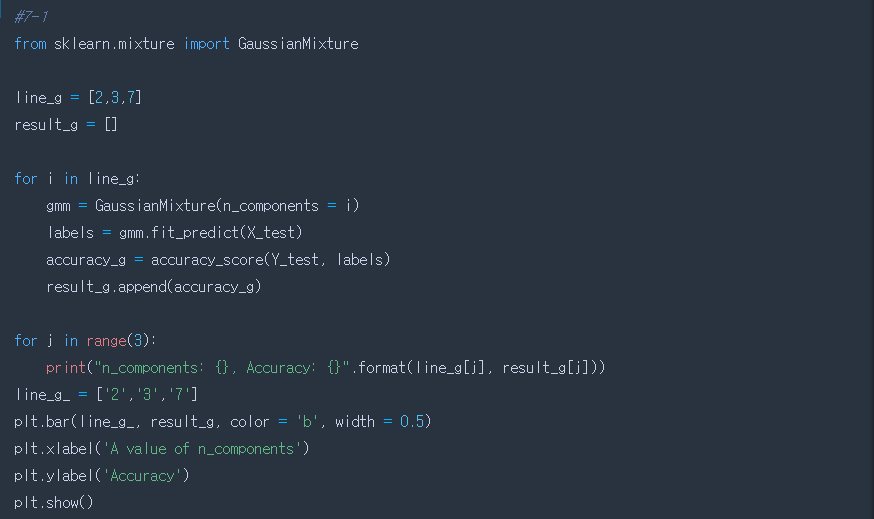 #7-1
from sklearn.mixture import GaussianMixture
line_g = [2,3,7]
result_g = []
for i in line_g:
gmm = GaussianMixture(n_components = i)
labels = gmm.fit_predict(X_test)
accuracy_g = accuracy_score(Y_test, labels)
result_g.append(accuracy_g)
for j in range(3):
print("n_components: {}, Accuracy: {}".format(line_g[j], result_g[j]))
line_g_ = ['2','3','7']
plt.bar(line_g_, result_g, color = 'b', width = 0.5)
plt.xlabel('A value of n_components')
plt.ylabel('Accuracy')
plt.show()